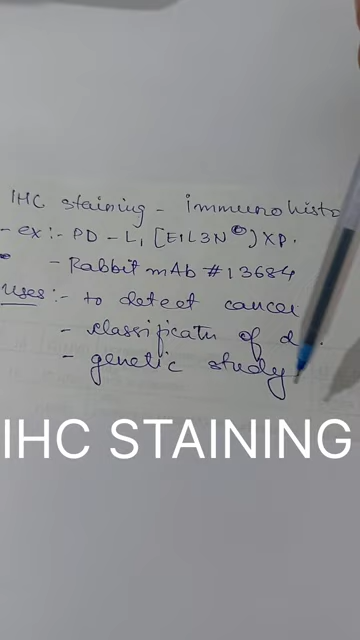 IHC staining - immunohisto
- ex :- PD - L1 [E1L3N®) XP.
- Rabbit mAb #13684
uses :- to detect cancer
- classificatn of d
- genetic study
IHC STAINING